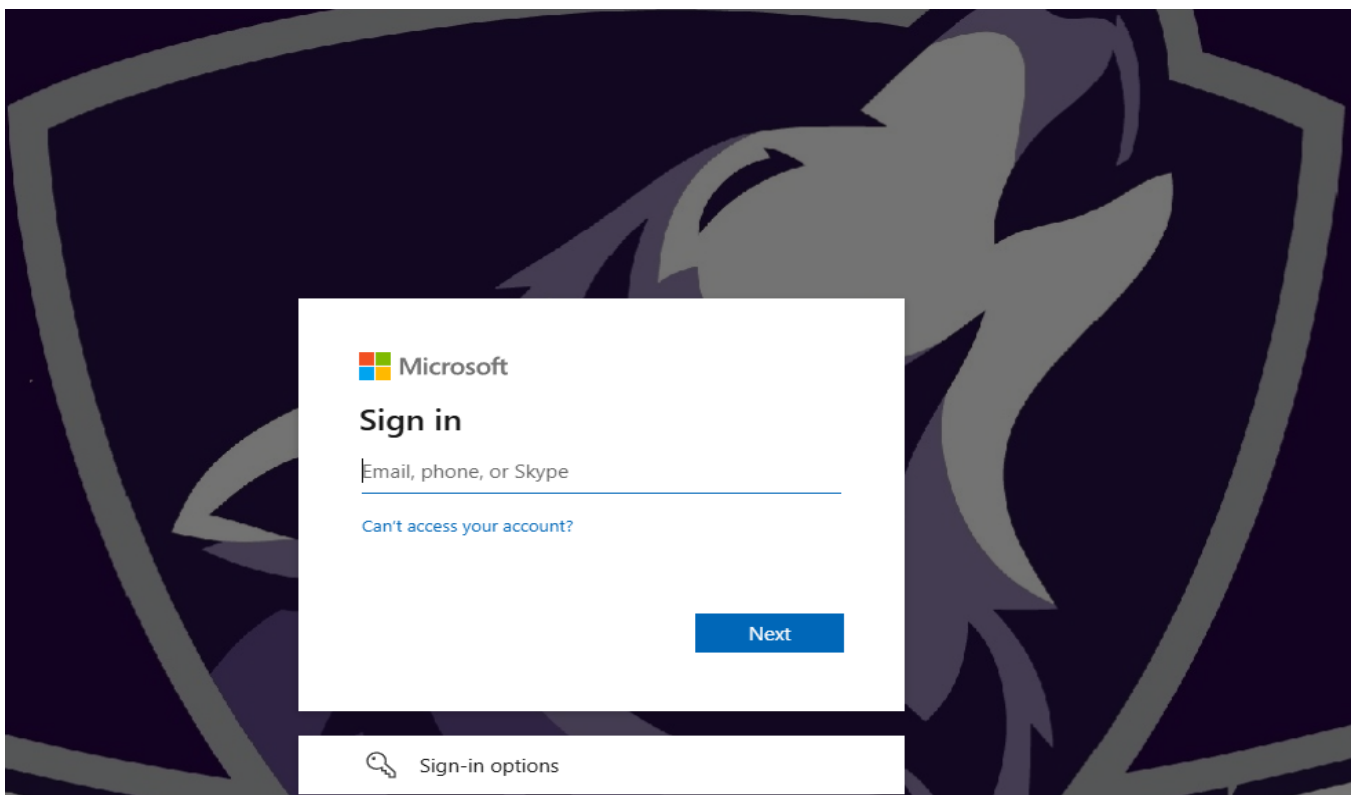 Microsoft
Sign in
Email, phone, or Skype
Can't access your account?
Next
Sign-in options